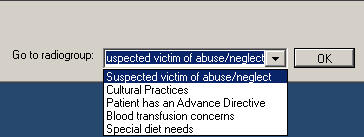 Go to radiogroup: uspected victim of abuse/neglect OK
Suspected victim of abuse/neglect
Cultural Practices
Patient has an Advance Directive
Blood transfusion concerns
Special diet needs